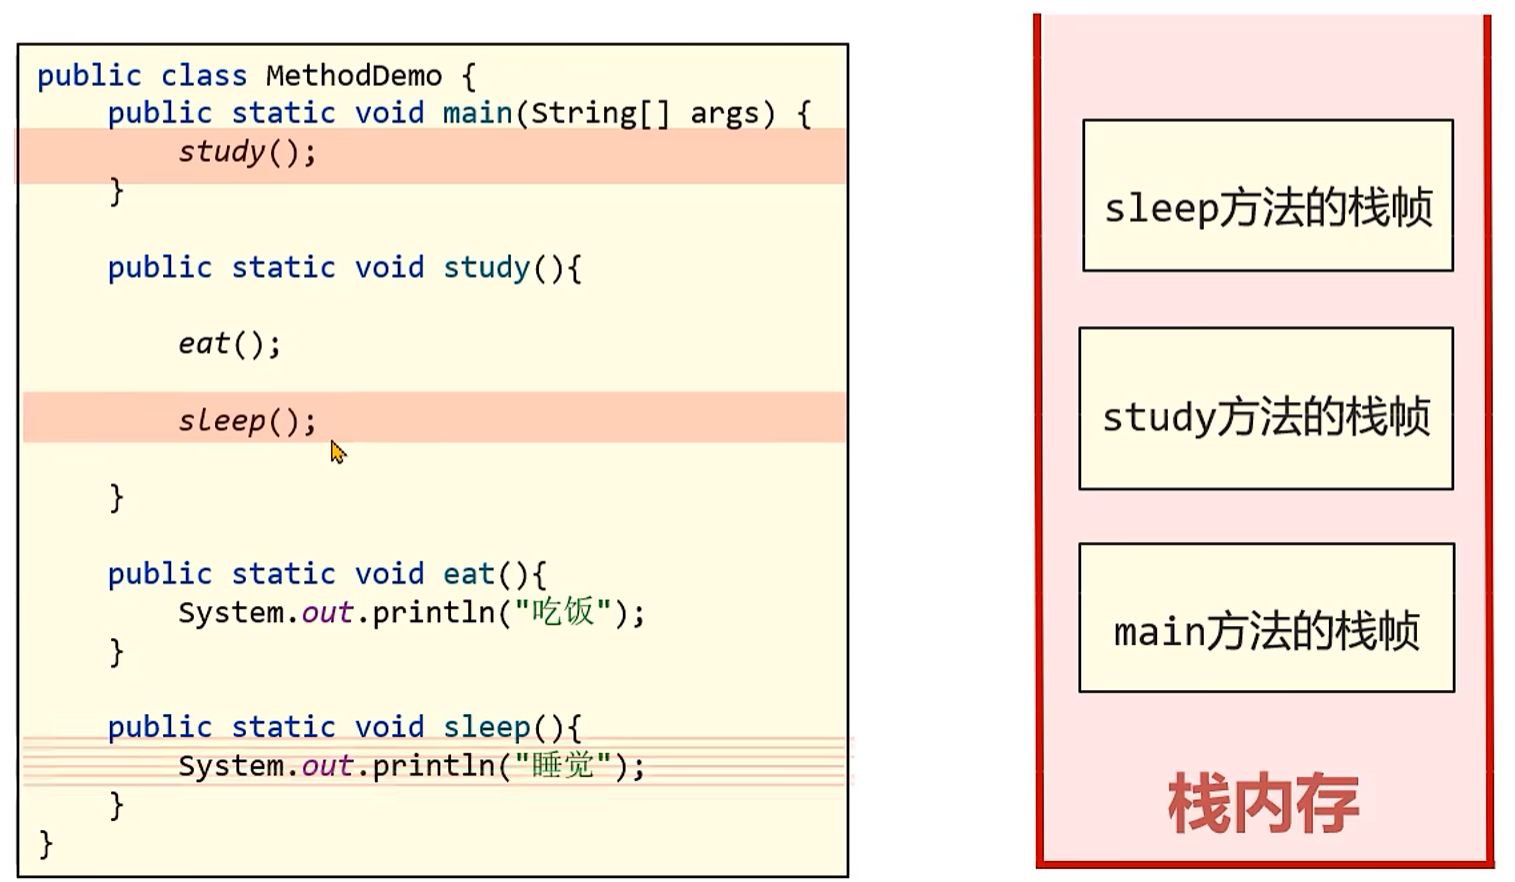 public class MethodDemo {
public static void main(String[] args) {
study();
}
public static void study(){
eat();
sleep();
}
public static void eat(){
System.out.println("吃饭");
}
public static void sleep(){
System.out.println("睡觉");
}
}
sleep方法的栈帧
study方法的栈帧
main方法的栈帧
栈内存